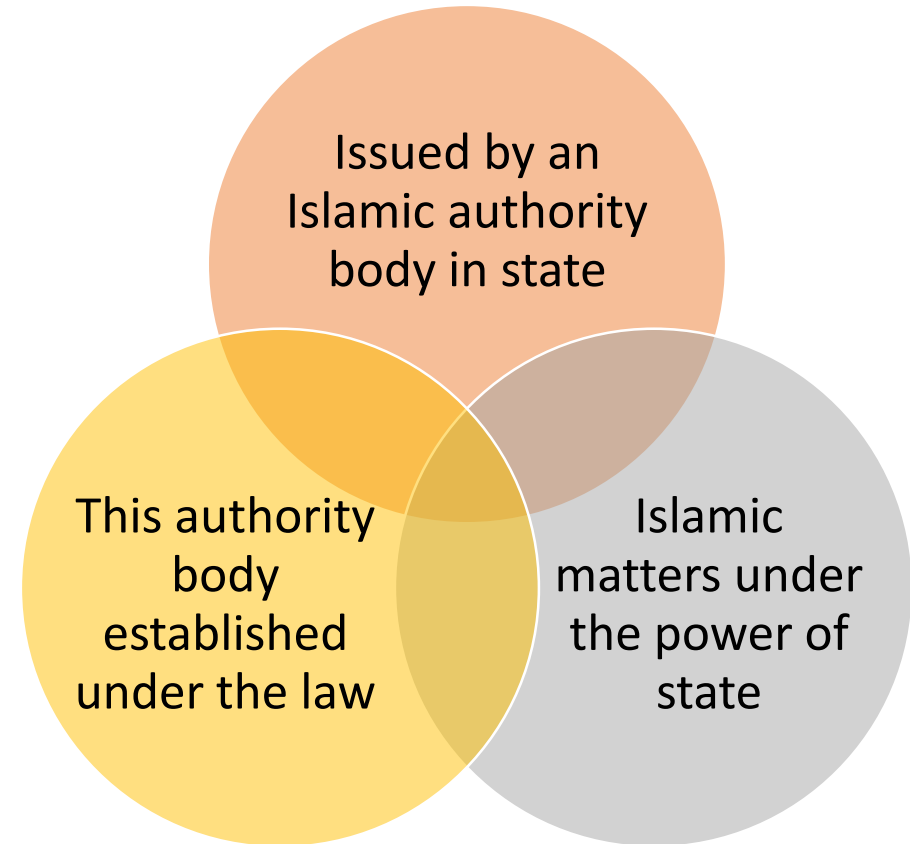 Issued by an
Islamic authority
body in state
This authority
body
established
under the law
Islamic
matters under
the power of
state